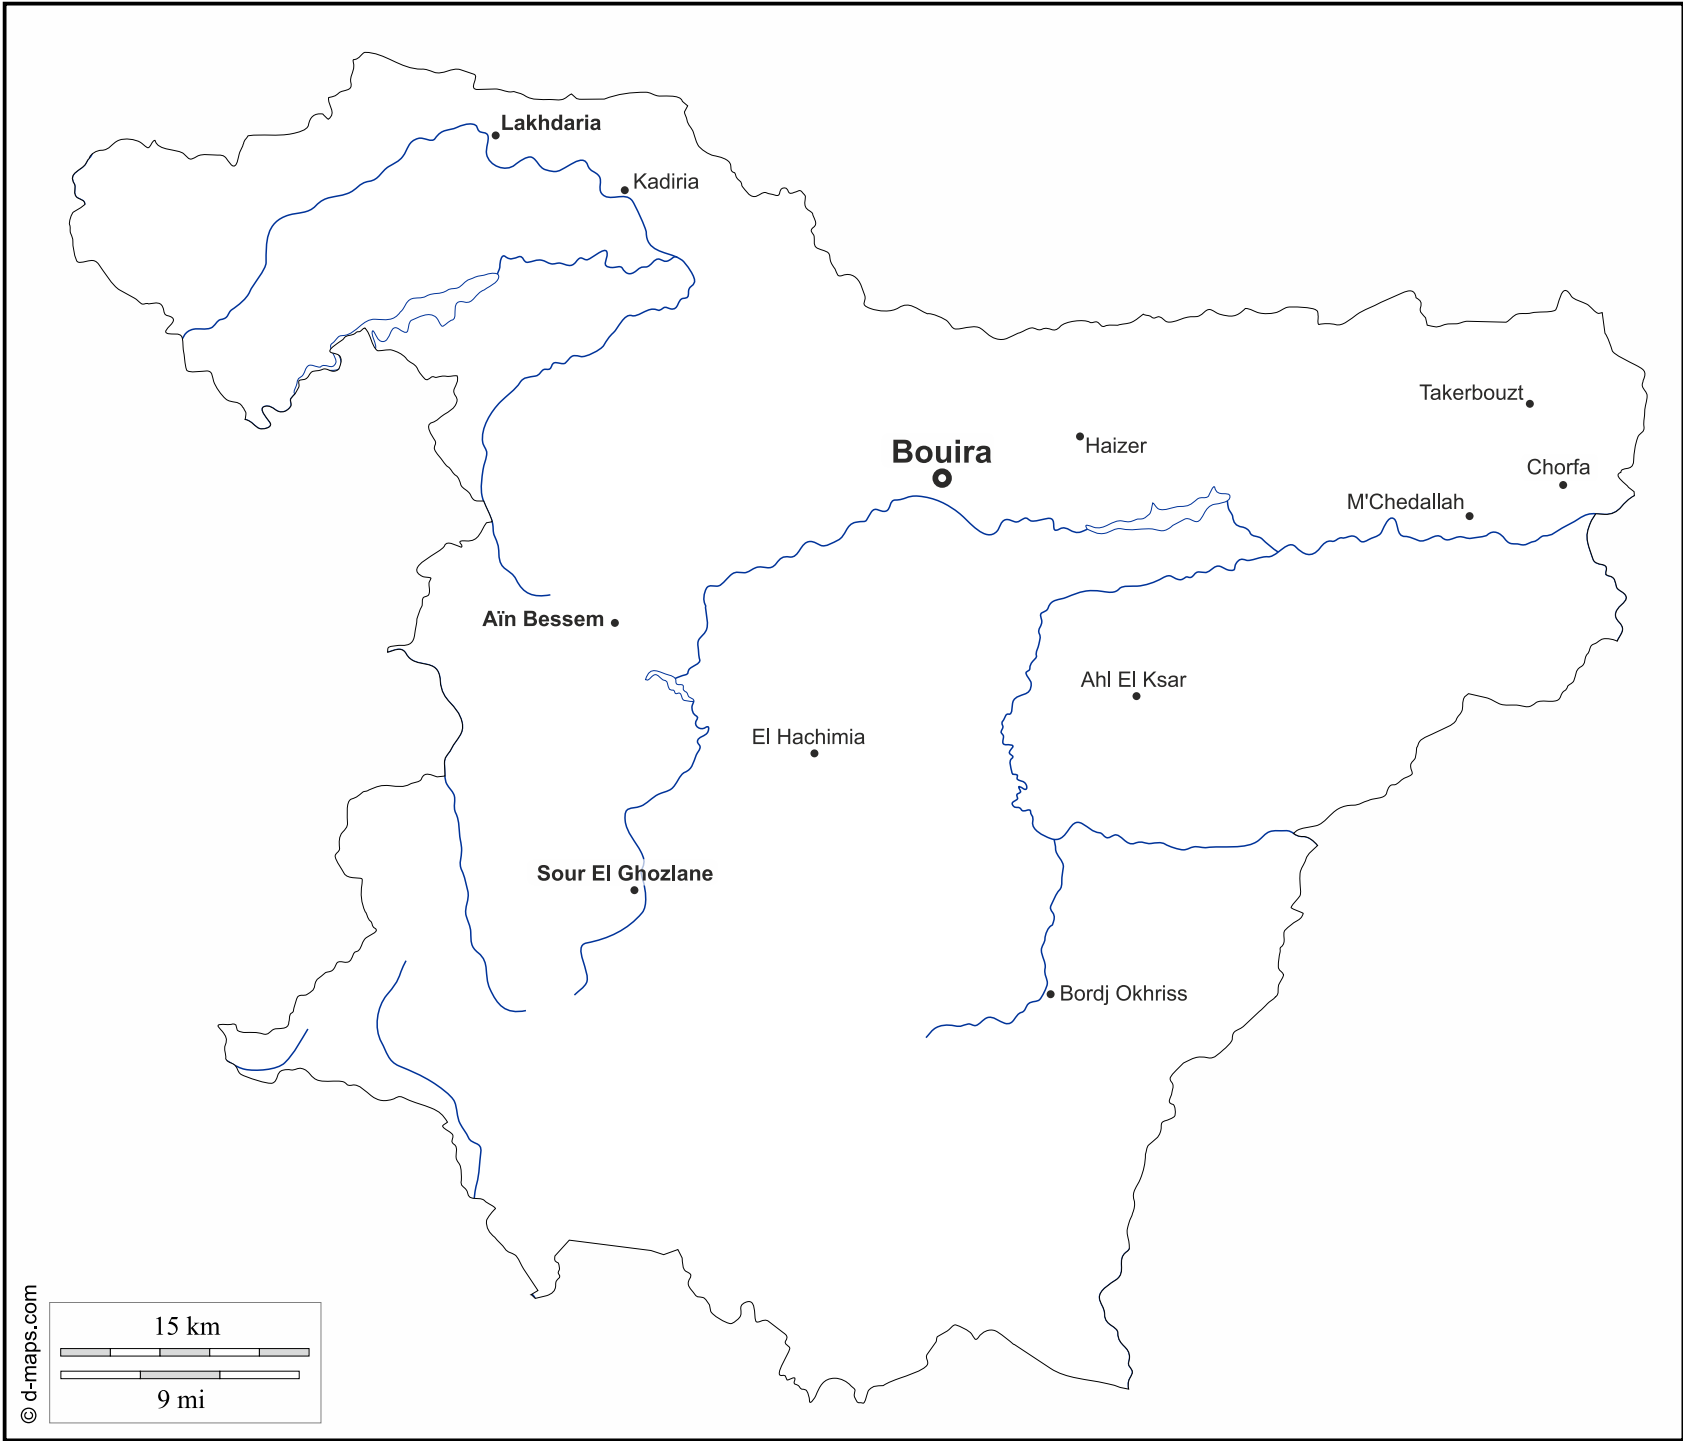 Lakhdaria
Kadiria
Takerbouzt
Haizer
Bouira
Chorfa
M'Chedallah
Aïn Bessem
Ahl El Ksar
El Hachimia
Sour El Ghozlane
Bordj Okhriss
15 km
9 mi
© d-maps.com